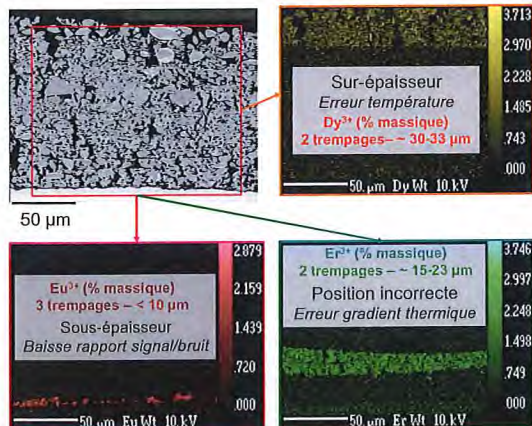 50 µm
3.713
2.970
2.228
1.485
.743
.000
Sur-épaisseur
Erreur température
Dy³⁺ (% massique)
2 trempages– ~ 30-33 µm
50.µm Dy Wt 10.kV
2.879
2.159
1.439
.720
.000
Eu³⁺ (% massique)
3 trempages – < 10 µm
Sous-épaisseur
Baisse rapport signal/bruit
50.µm Eu Wt 10.kV
3.746
2.997
2.248
1.498
.749
.000
Er³⁺ (% massique)
2 trempages – ~ 15-23 µm
Position incorrecte
Erreur gradient thermique
50.µm Er Wt 10.kV